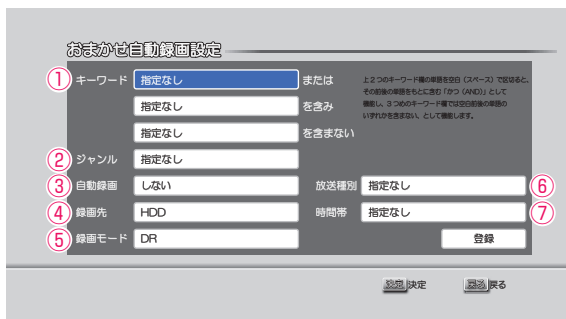 おまかせ自動録画設定
① キーワード 指定なし または
指定なし を含み
指定なし を含まない
上２つのキーワード欄の単語を空白（スペース）で区切ると、
その前後の単語をもとに含む「かつ（AND）」として
機能し、３つめのキーワード欄では空白前後の単語の
いずれかを含まない、として機能します。
② ジャンル 指定なし
③ 自動録画 しない 放送種別 指定なし ⑥
④ 録画先 HDD 時間帯 指定なし ⑦
⑤ 録画モード DR 登録
決定 戻る 戻る